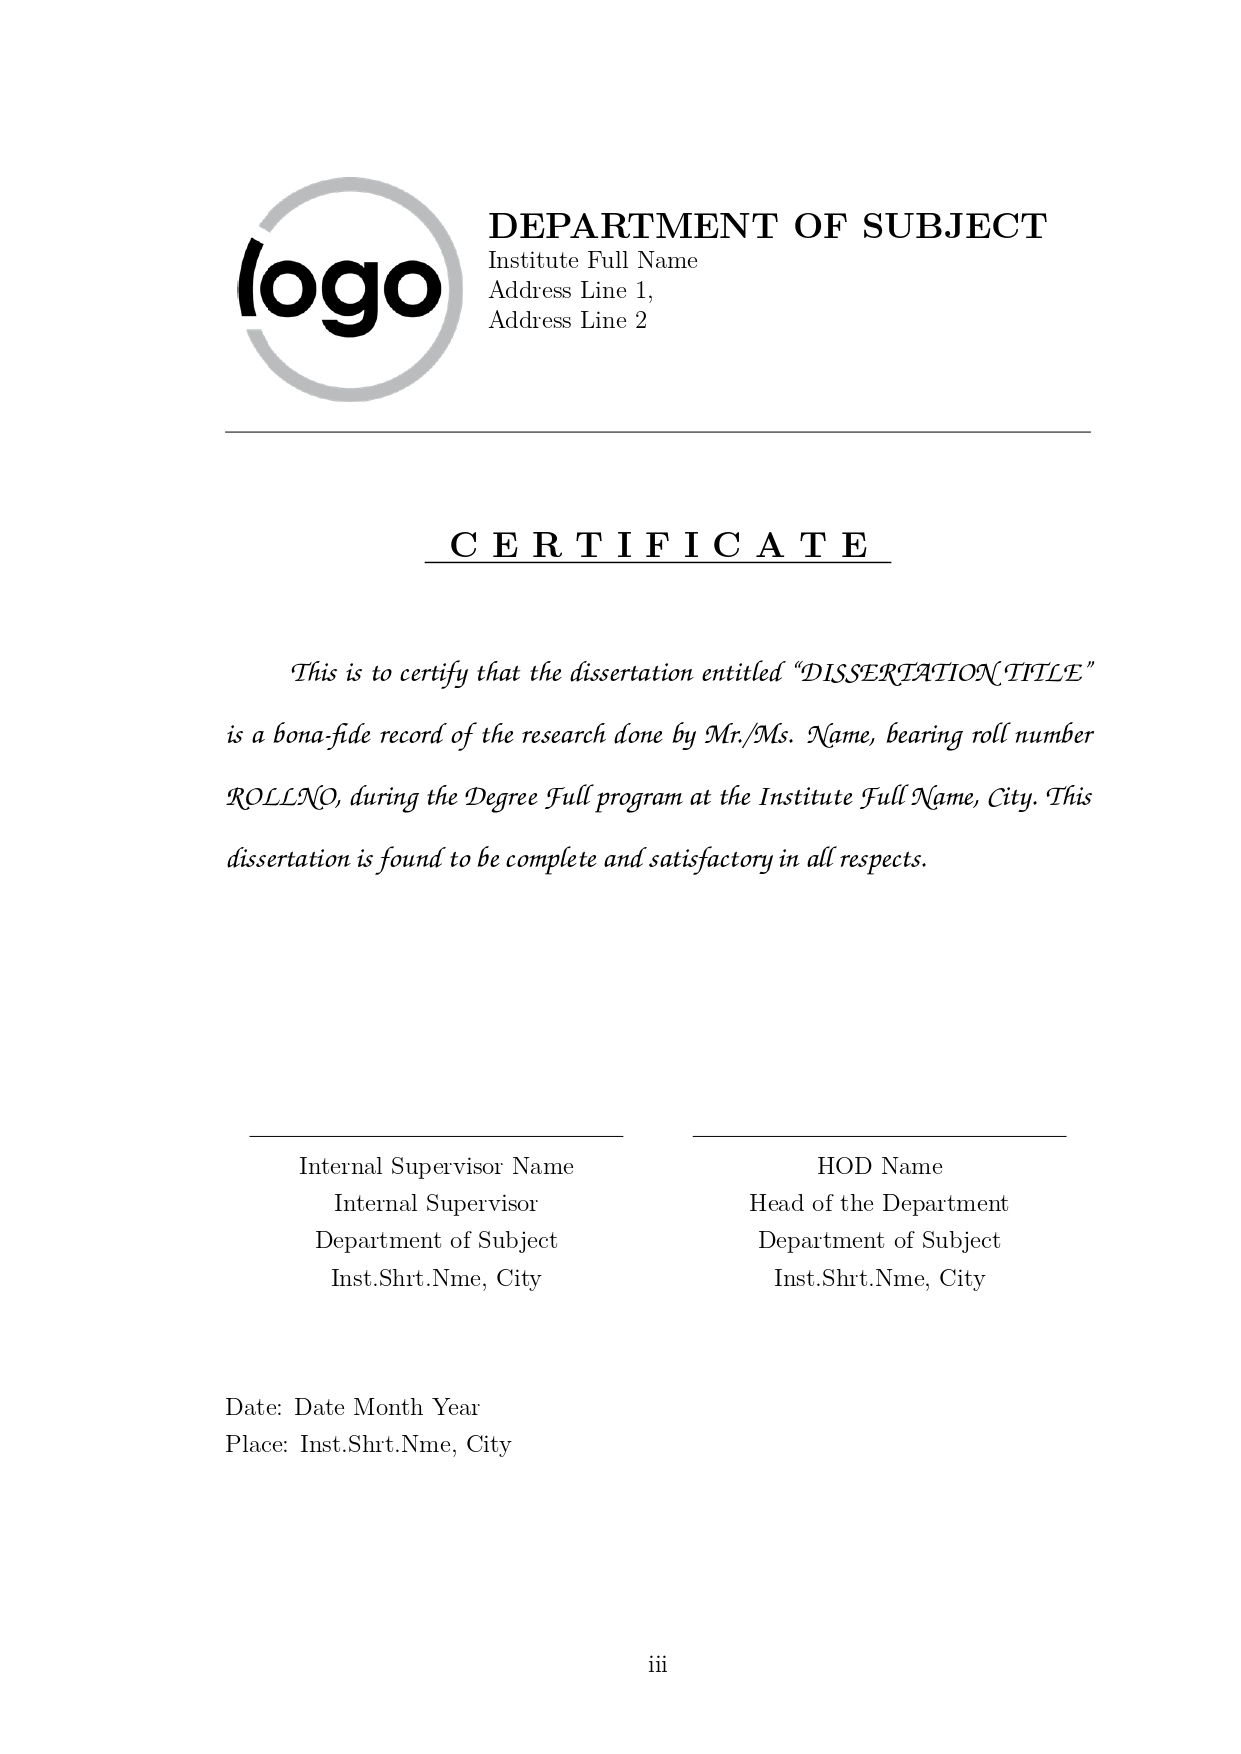 logo
DEPARTMENT OF SUBJECT
Institute Full Name
Address Line 1,
Address Line 2
CERTIFICATE
This is to certify that the dissertation entitled “DISSERTATION TITLE”
is a bona-fide record of the research done by Mr./Ms. Name, bearing roll number
ROLLNO, during the Degree Full program at the Institute Full Name, City. This
dissertation is found to be complete and satisfactory in all respects.
Internal Supervisor Name
Internal Supervisor
Department of Subject
Inst.Shrt.Nme, City
HOD Name
Head of the Department
Department of Subject
Inst.Shrt.Nme, City
Date: Date Month Year
Place: Inst.Shrt.Nme, City
iii